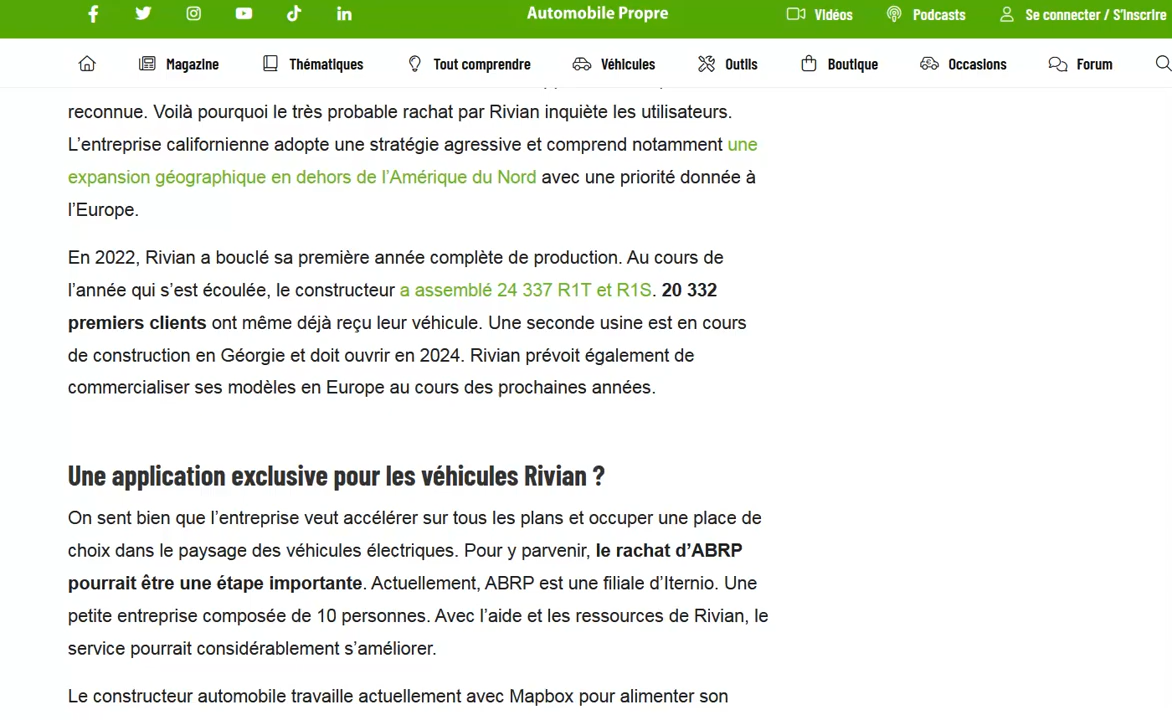 Automobile Propre
Vidéos
Podcasts
Se connecter / S'inscrire
Magazine
Thématiques
Tout comprendre
Véhicules
Outils
Boutique
Occasions
Forum
reconnue. Voilà pourquoi le très probable rachat par Rivian inquiète les utilisateurs.
L’entreprise californienne adopte une stratégie agressive et comprend notamment une
expansion géographique en dehors de l’Amérique du Nord avec une priorité donnée à
l’Europe.
En 2022, Rivian a bouclé sa première année complète de production. Au cours de
l’année qui s’est écoulée, le constructeur a assemblé 24 337 R1T et R1S. 20 332
premiers clients ont même déjà reçu leur véhicule. Une seconde usine est en cours
de construction en Géorgie et doit ouvrir en 2024. Rivian prévoit également de
commercialiser ses modèles en Europe au cours des prochaines années.
Une application exclusive pour les véhicules Rivian ?
On sent bien que l’entreprise veut accélérer sur tous les plans et occuper une place de
choix dans le paysage des véhicules électriques. Pour y parvenir, le rachat d’ABRP
pourrait être une étape importante. Actuellement, ABRP est une filiale d’Iternio. Une
petite entreprise composée de 10 personnes. Avec l’aide et les ressources de Rivian, le
service pourrait considérablement s’améliorer.
Le constructeur automobile travaille actuellement avec Mapbox pour alimenter son